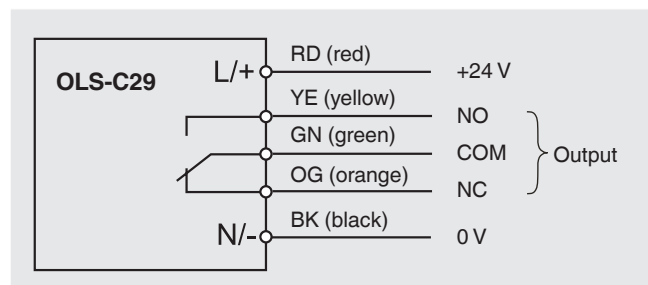 OLS-C29
L/+ RD (red) +24 V
YE (yellow) NO
GN (green) COM Output
OG (orange) NC
N/- BK (black) 0 V